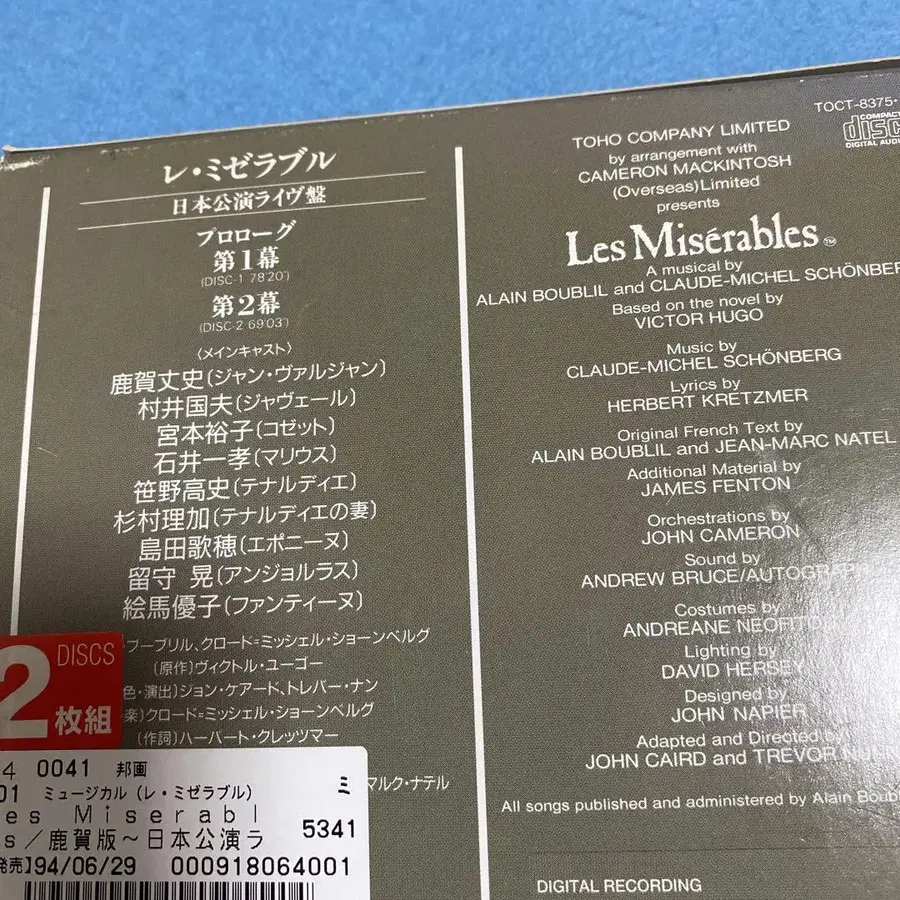 レ・ミゼラブル
日本公演ライヴ盤
プロローグ
第1幕
(DISC-1 78'20")
第2幕
(DISC-2 69'03")
〈メインキャスト〉
鹿賀丈史〔ジャン・ヴァルジャン〕
村井国夫〔ジャヴェール〕
宮本裕子〔コゼット〕
石井一孝〔マリウス〕
笹野高史〔テナルディエ〕
杉村理加〔テナルディエの妻〕
島田歌穂〔エポニーヌ〕
留守 晃〔アンジョルラス〕
絵馬優子〔ファンティーヌ〕
・ブーブリル、クロード=ミッシェル・ショーンベルグ
〔原作〕ヴィクトル・ユーゴー
色・演出〕ジョン・ケアード、トレバー・ナン
楽〕クロード=ミッシェル・ショーンベルグ
〔作詞〕ハーバート・クレッツマー
マルク・ナテル
2 DISCS
枚組
4 0041 邦画
01 ミュージカル (レ・ミゼラブル) ミ
es Miserabl
s/鹿賀版~日本公演ラ 5341
発売】94/06/29 000918064001
TOCT-8375・
COMPACT
disc
DIGITAL AUDIO
TOHO COMPANY LIMITED
by arrangement with
CAMERON MACKINTOSH
(Overseas)Limited
presents
Les Misérables TM
A musical by
ALAIN BOUBLIL and CLAUDE-MICHEL SCHÖNBER
Based on the novel by
VICTOR HUGO
Music by
CLAUDE-MICHEL SCHÖNBERG
Lyrics by
HERBERT KRETZMER
Original French Text by
ALAIN BOUBLIL and JEAN-MARC NATEL
Additional Material by
JAMES FENTON
Orchestrations by
JOHN CAMERON
Sound by
ANDREW BRUCE/AUTOGRAPH
Costumes by
ANDREANE NEOFITO
Lighting by
DAVID HERSEY
Designed by
JOHN NAPIER
Adapted and Directed by
JOHN CAIRD and TREVOR NUNN
All songs published and administered by Alain Boub
DIGITAL RECORDING